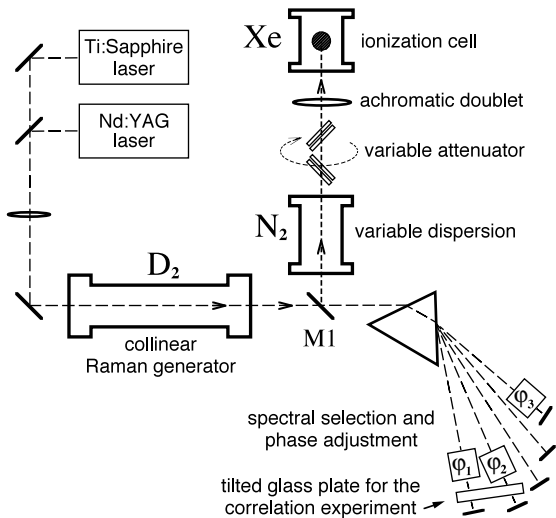 Ti:Sapphire
laser
Nd:YAG
laser
Xe
ionization cell
achromatic doublet
variable attenuator
N2
variable dispersion
D2
collinear
Raman generator
M1
spectral selection and
phase adjustment
φ3
φ1
φ2
tilted glass plate for the
correlation experiment